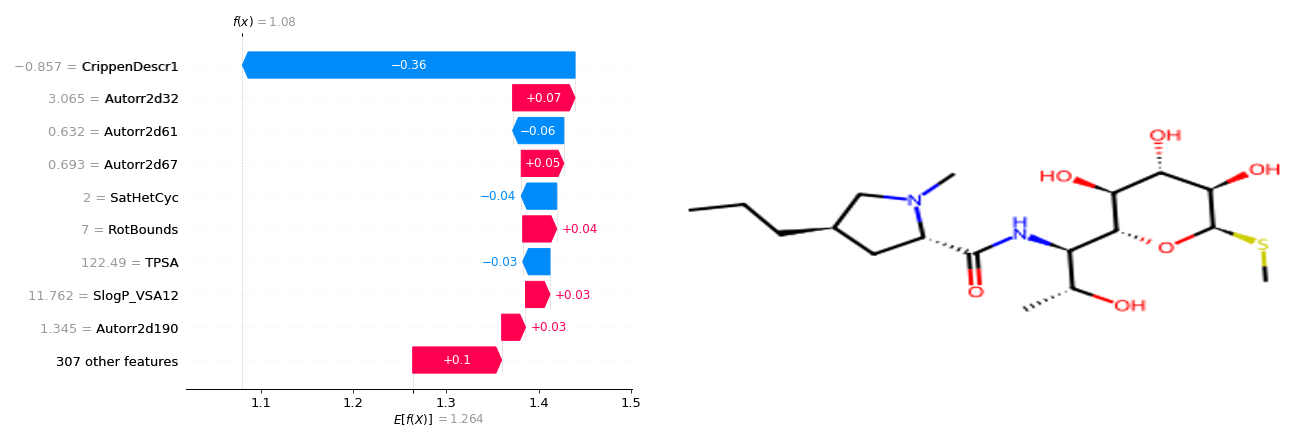 f(x) = 1.08
−0.857 = CrippenDescr1
−0.36
3.065 = Autorr2d32
+0.07
0.632 = Autorr2d61
−0.06
0.693 = Autorr2d67
+0.05
2 = SatHetCyc
−0.04
7 = RotBounds
+0.04
122.49 = TPSA
−0.03
11.762 = SlogP_VSA12
+0.03
1.345 = Autorr2d190
+0.03
307 other features
+0.1
1.1 1.2 1.3 1.4 1.5
E[f(X)] = 1.264
OH
HO
OH
N
H
N
O
S
O
OH